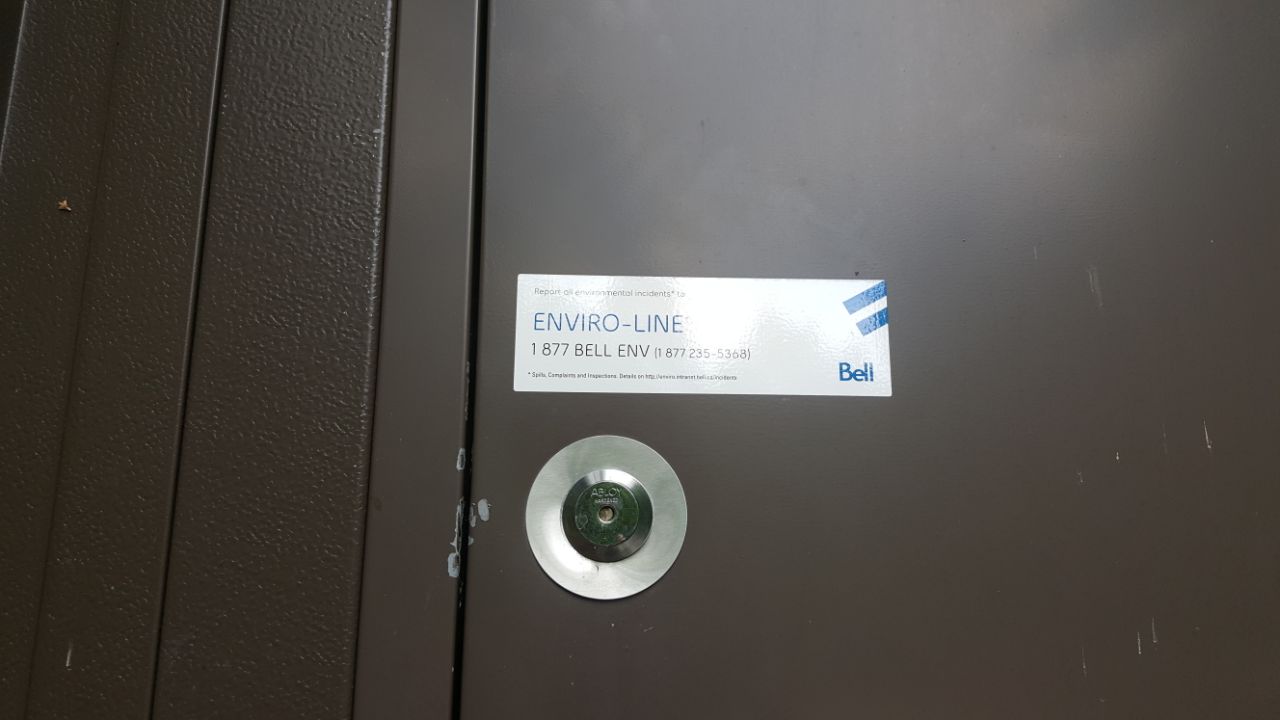 Report all environmental incidents* to
ENVIRO-LINE
1 877 BELL ENV (1 877 235-5368)
* Spills, Complaints and Inspections. Details on http://enviro.intranet.bell.ca/incidents
Bell
ABLOY